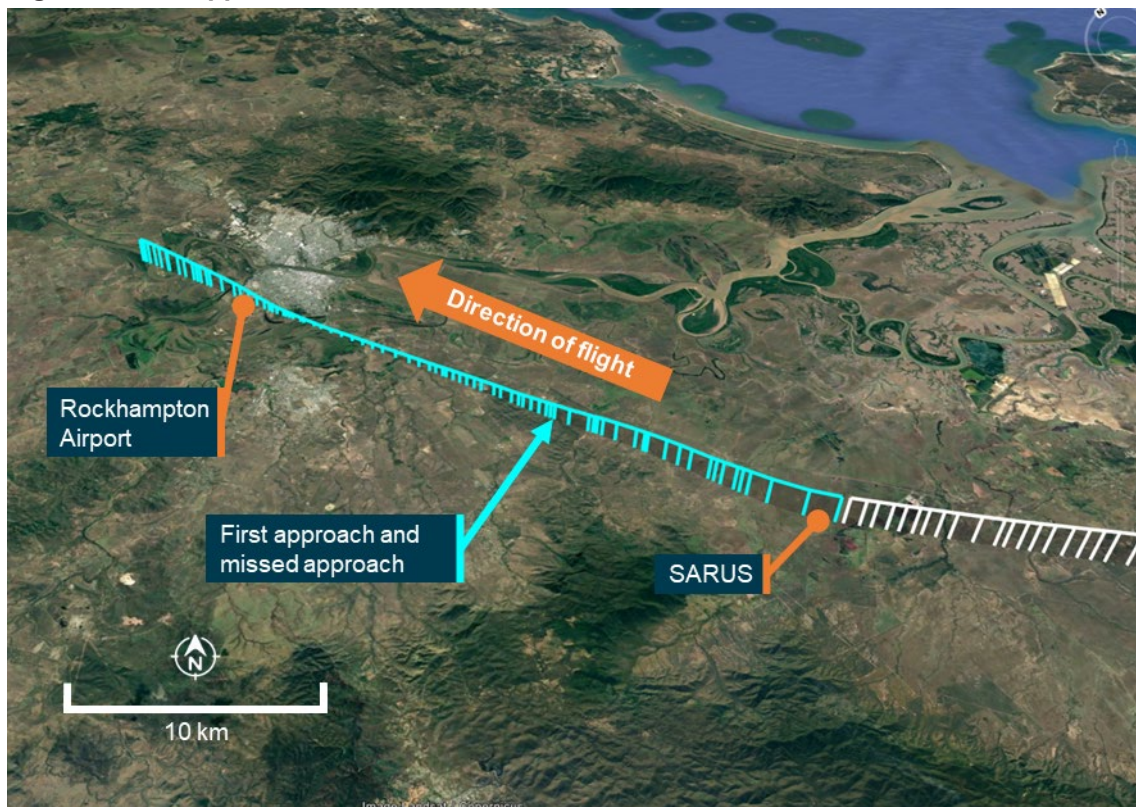 Direction of flight
Rockhampton
Airport
First approach and
missed approach
SARUS
N
10 km